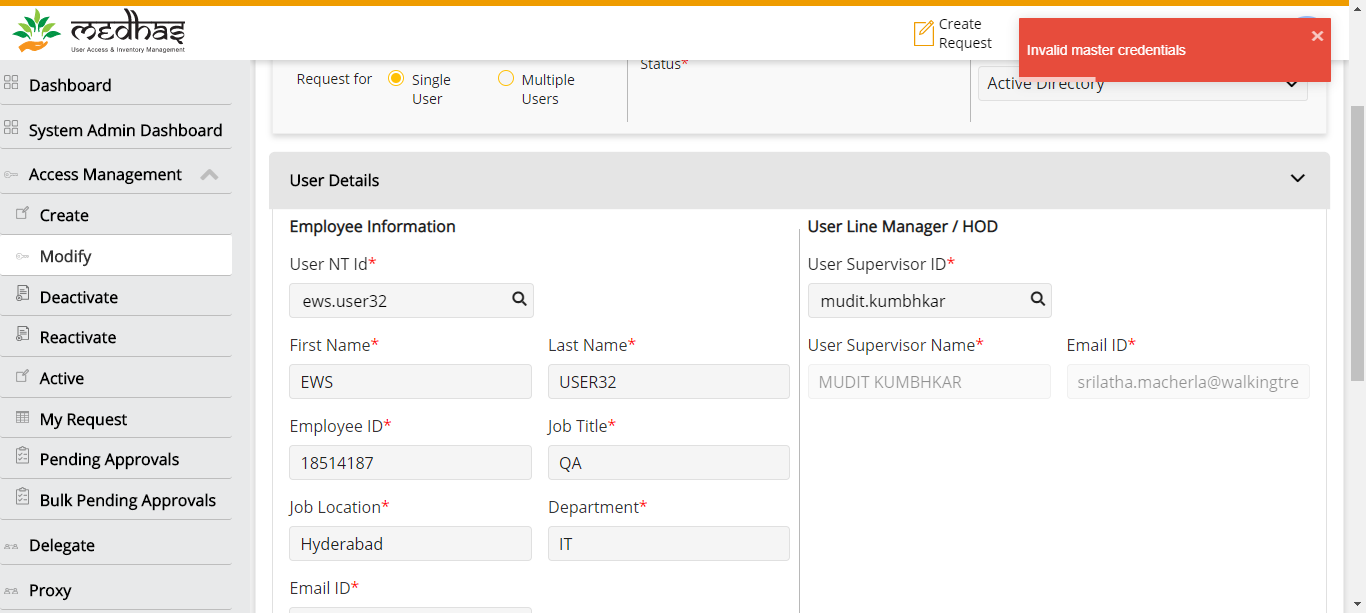 medhas
User Access & Inventory Management
Create
Request
Invalid master credentials
Dashboard
System Admin Dashboard
Access Management
Create
Modify
Deactivate
Reactivate
Active
My Request
Pending Approvals
Bulk Pending Approvals
Delegate
Proxy
Request for
Single
User
Multiple
Users
Status*
Active Directory
User Details
Employee Information
User NT Id*
ews.user32
First Name*
Last Name*
EWS
USER32
Employee ID*
Job Title*
18514187
QA
Job Location*
Department*
Hyderabad
IT
Email ID*
User Line Manager / HOD
User Supervisor ID*
mudit.kumbhkar
User Supervisor Name*
Email ID*
MUDIT KUMBHKAR
srilatha.macherla@walkingtre